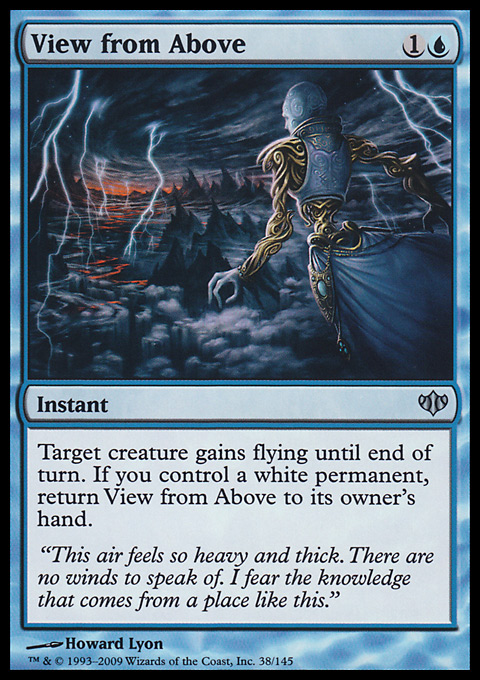 View from Above 1
Instant
Target creature gains flying until end of
turn. If you control a white permanent,
return View from Above to its owner's
hand.
“This air feels so heavy and thick. There are
no winds to speak of. I fear the knowledge
that comes from a place like this.”
Howard Lyon
™ & © 1993–2009 Wizards of the Coast, Inc. 38/145